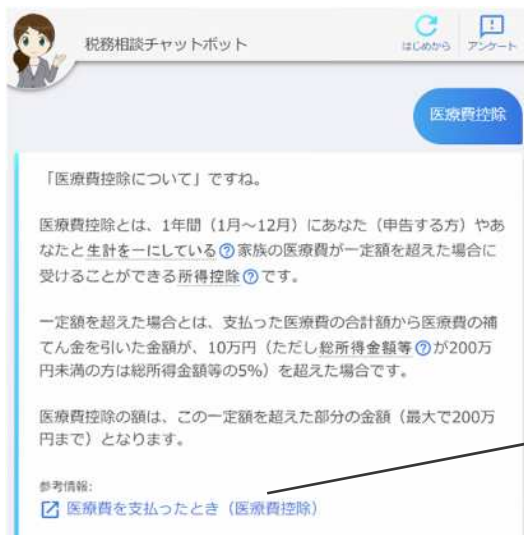 税務相談チャットボット
はじめから
アンケート
医療費控除
「医療費控除について」ですね。
医療費控除とは、1年間（1月～12月）にあなた（申告する方）やあ
なたと生計を一にしている?家族の医療費が一定額を超えた場合に
受けることができる所得控除?です。
一定額を超えた場合とは、支払った医療費の合計額から医療費の補
てん金を引いた金額が、10万円（ただし総所得金額等?が200万
円未満の方は総所得金額等の5%）を超えた場合です。
医療費控除の額は、この一定額を超えた部分の金額（最大で200万
円まで）となります。
参考情報:
医療費を支払ったとき（医療費控除）